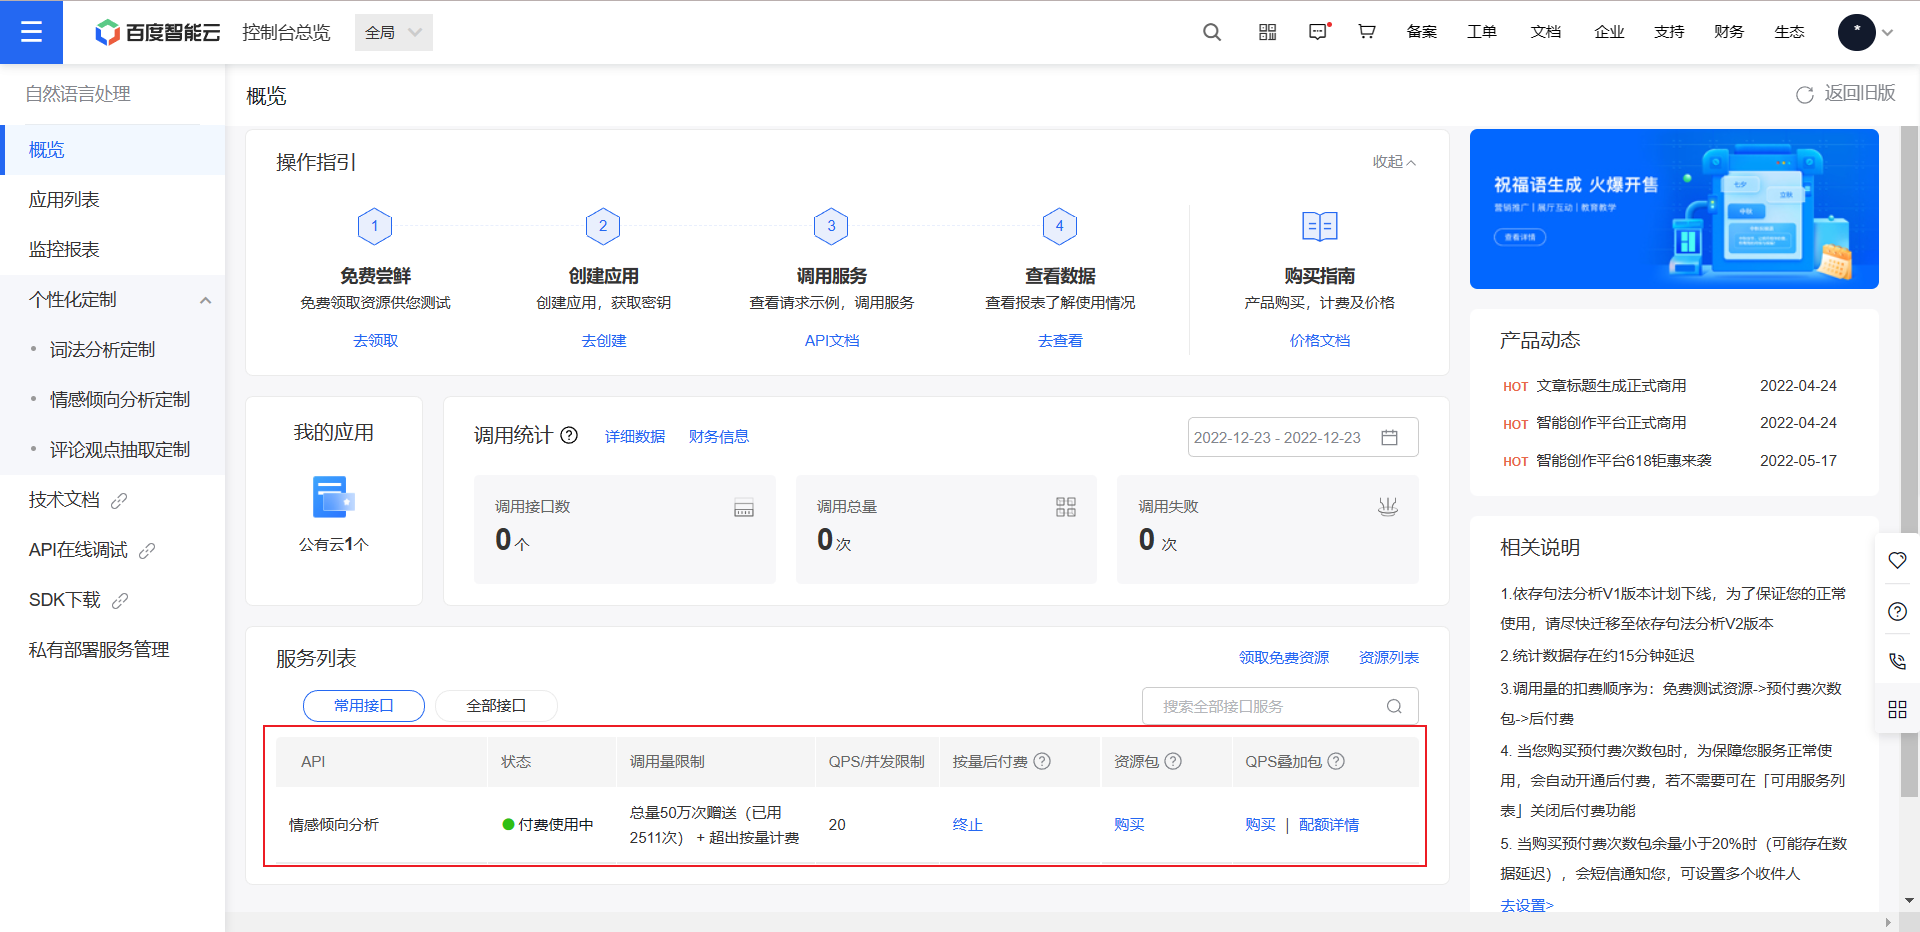 百度智能云
控制台总览
全局
备案
工单
文档
企业
支持
财务
生态
*
自然语言处理
概览
应用列表
监控报表
个性化定制
词法分析定制
情感倾向分析定制
评论观点抽取定制
技术文档
API在线调试
SDK下载
私有部署服务管理
概览
返回旧版
操作指引
收起
1
2
3
4
免费尝鲜
创建应用
调用服务
查看数据
购买指南
免费领取资源供您测试
创建应用，获取密钥
查看请求示例，调用服务
查看报表了解使用情况
产品购买，计费及价格
去领取
去创建
API文档
去查看
价格文档
我的应用
公有云1个
调用统计
详细数据
财务信息
2022-12-23 - 2022-12-23
调用接口数
0个
调用总量
0次
调用失败
0 次
服务列表
领取免费资源
资源列表
常用接口
全部接口
搜索全部接口服务
API
状态
调用量限制
QPS/并发限制
按量后付费
资源包
QPS叠加包
情感倾向分析
付费使用中
总量50万次赠送（已用
2511次） + 超出按量计费
20
终止
购买
购买 | 配额详情
祝福语生成 火爆开售
营销推广 | 展厅互动 | 教育教学
查看详情
七夕
立秋
中秋
产品动态
HOT 文章标题生成正式商用 2022-04-24
HOT 智能创作平台正式商用 2022-04-24
HOT 智能创作平台618钜惠来袭 2022-05-17
相关说明
1.依存句法分析V1版本计划下线，为了保证您的正常
使用，请尽快迁移至依存句法分析V2版本
2.统计数据存在约15分钟延迟
3.调用量的扣费顺序为：免费测试资源->预付费次数
包->后付费
4. 当您购买预付费次数包时，为保障您服务正常使
用，会自动开通后付费，若不需要可在「可用服务列
表」关闭后付费功能
5. 当购买预付费次数包余量小于20%时（可能存在数
据延迟），会短信通知您，可设置多个收件人
去设置>